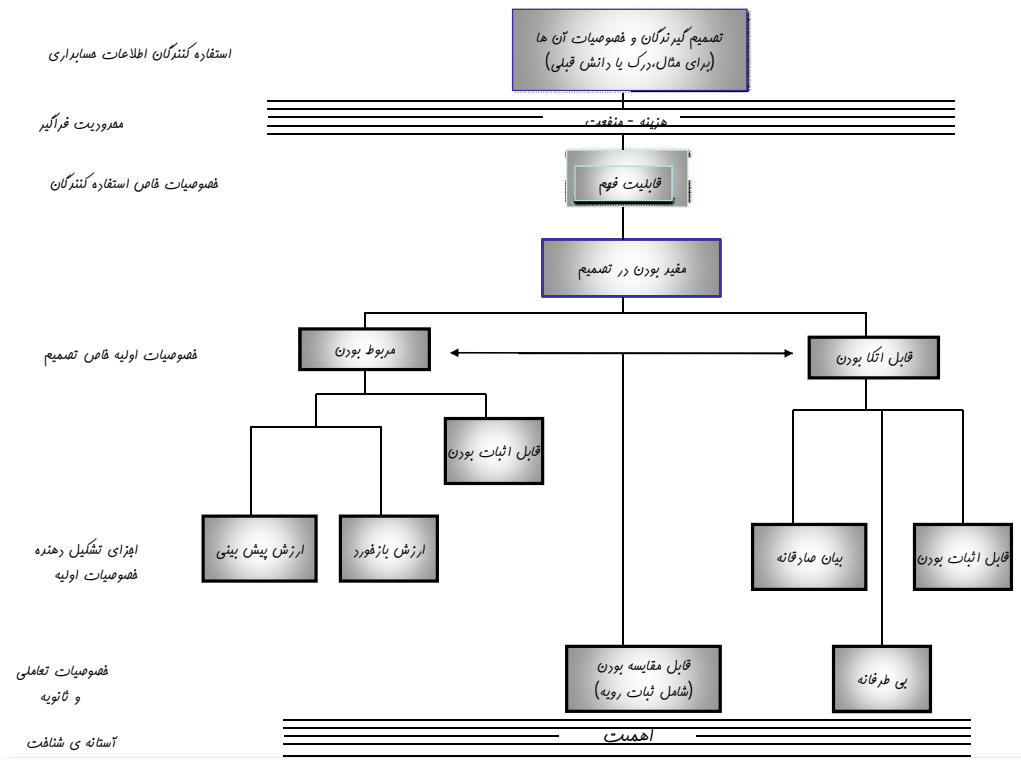 استفاده کنندگان اطلاعات حسابداری
تصمیم گیرندگان و خصوصیات آن ها
(برای مثال،درک یا دانش قبلی)
محدودیت فراگیر
هزینه - منفعت
خصوصیات خاص استفاده کنندگان
قابلیت فهم
مفید بودن در تصمیم
خصوصیات اولیه خاص تصمیم
مربوط بودن
قابل اتکا بودن
قابل اثبات بودن
اجزای تشکیل دهنده
خصوصیات اولیه
ارزش پیش بینی
ارزش بازخورد
بیان صادقانه
قابل اثبات بودن
خصوصیات تعاملی
و ثانویه
قابل مقایسه بودن
(شامل ثبات رویه)
بی طرفانه
آستانه ی شناخت
اهمیت